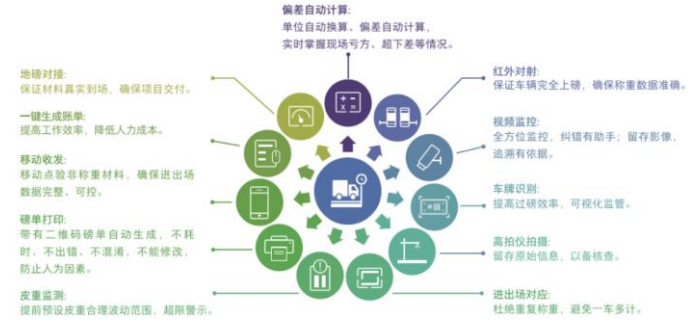 偏差自动计算:
单位自动换算、偏差自动计算,
实时掌握现场亏方、超下差等情况。
地磅对接:
保证材料真实到场,确保项目交付。
一键生成账单:
提高工作效率,降低人力成本。
移动收发:
移动点验非称重材料,确保进出场
数据完整、可控。
磅单打印:
带有二维码磅单自动生成,不耗
时、不出错、不混淆,不能修改,
防止人为因素。
皮重监测:
提前预设皮重合理波动范围,超限警示。
红外对射:
保证车辆完全上磅,确保称重数据准确。
视频监控:
全方位监控,纠错有助手;留存影像,
追溯有依据。
车牌识别:
提高过磅效率,可视化监管。
高拍仪拍摄:
留存原始信息,以备核查。
进出场对应:
杜绝重复称重,避免一车多计。